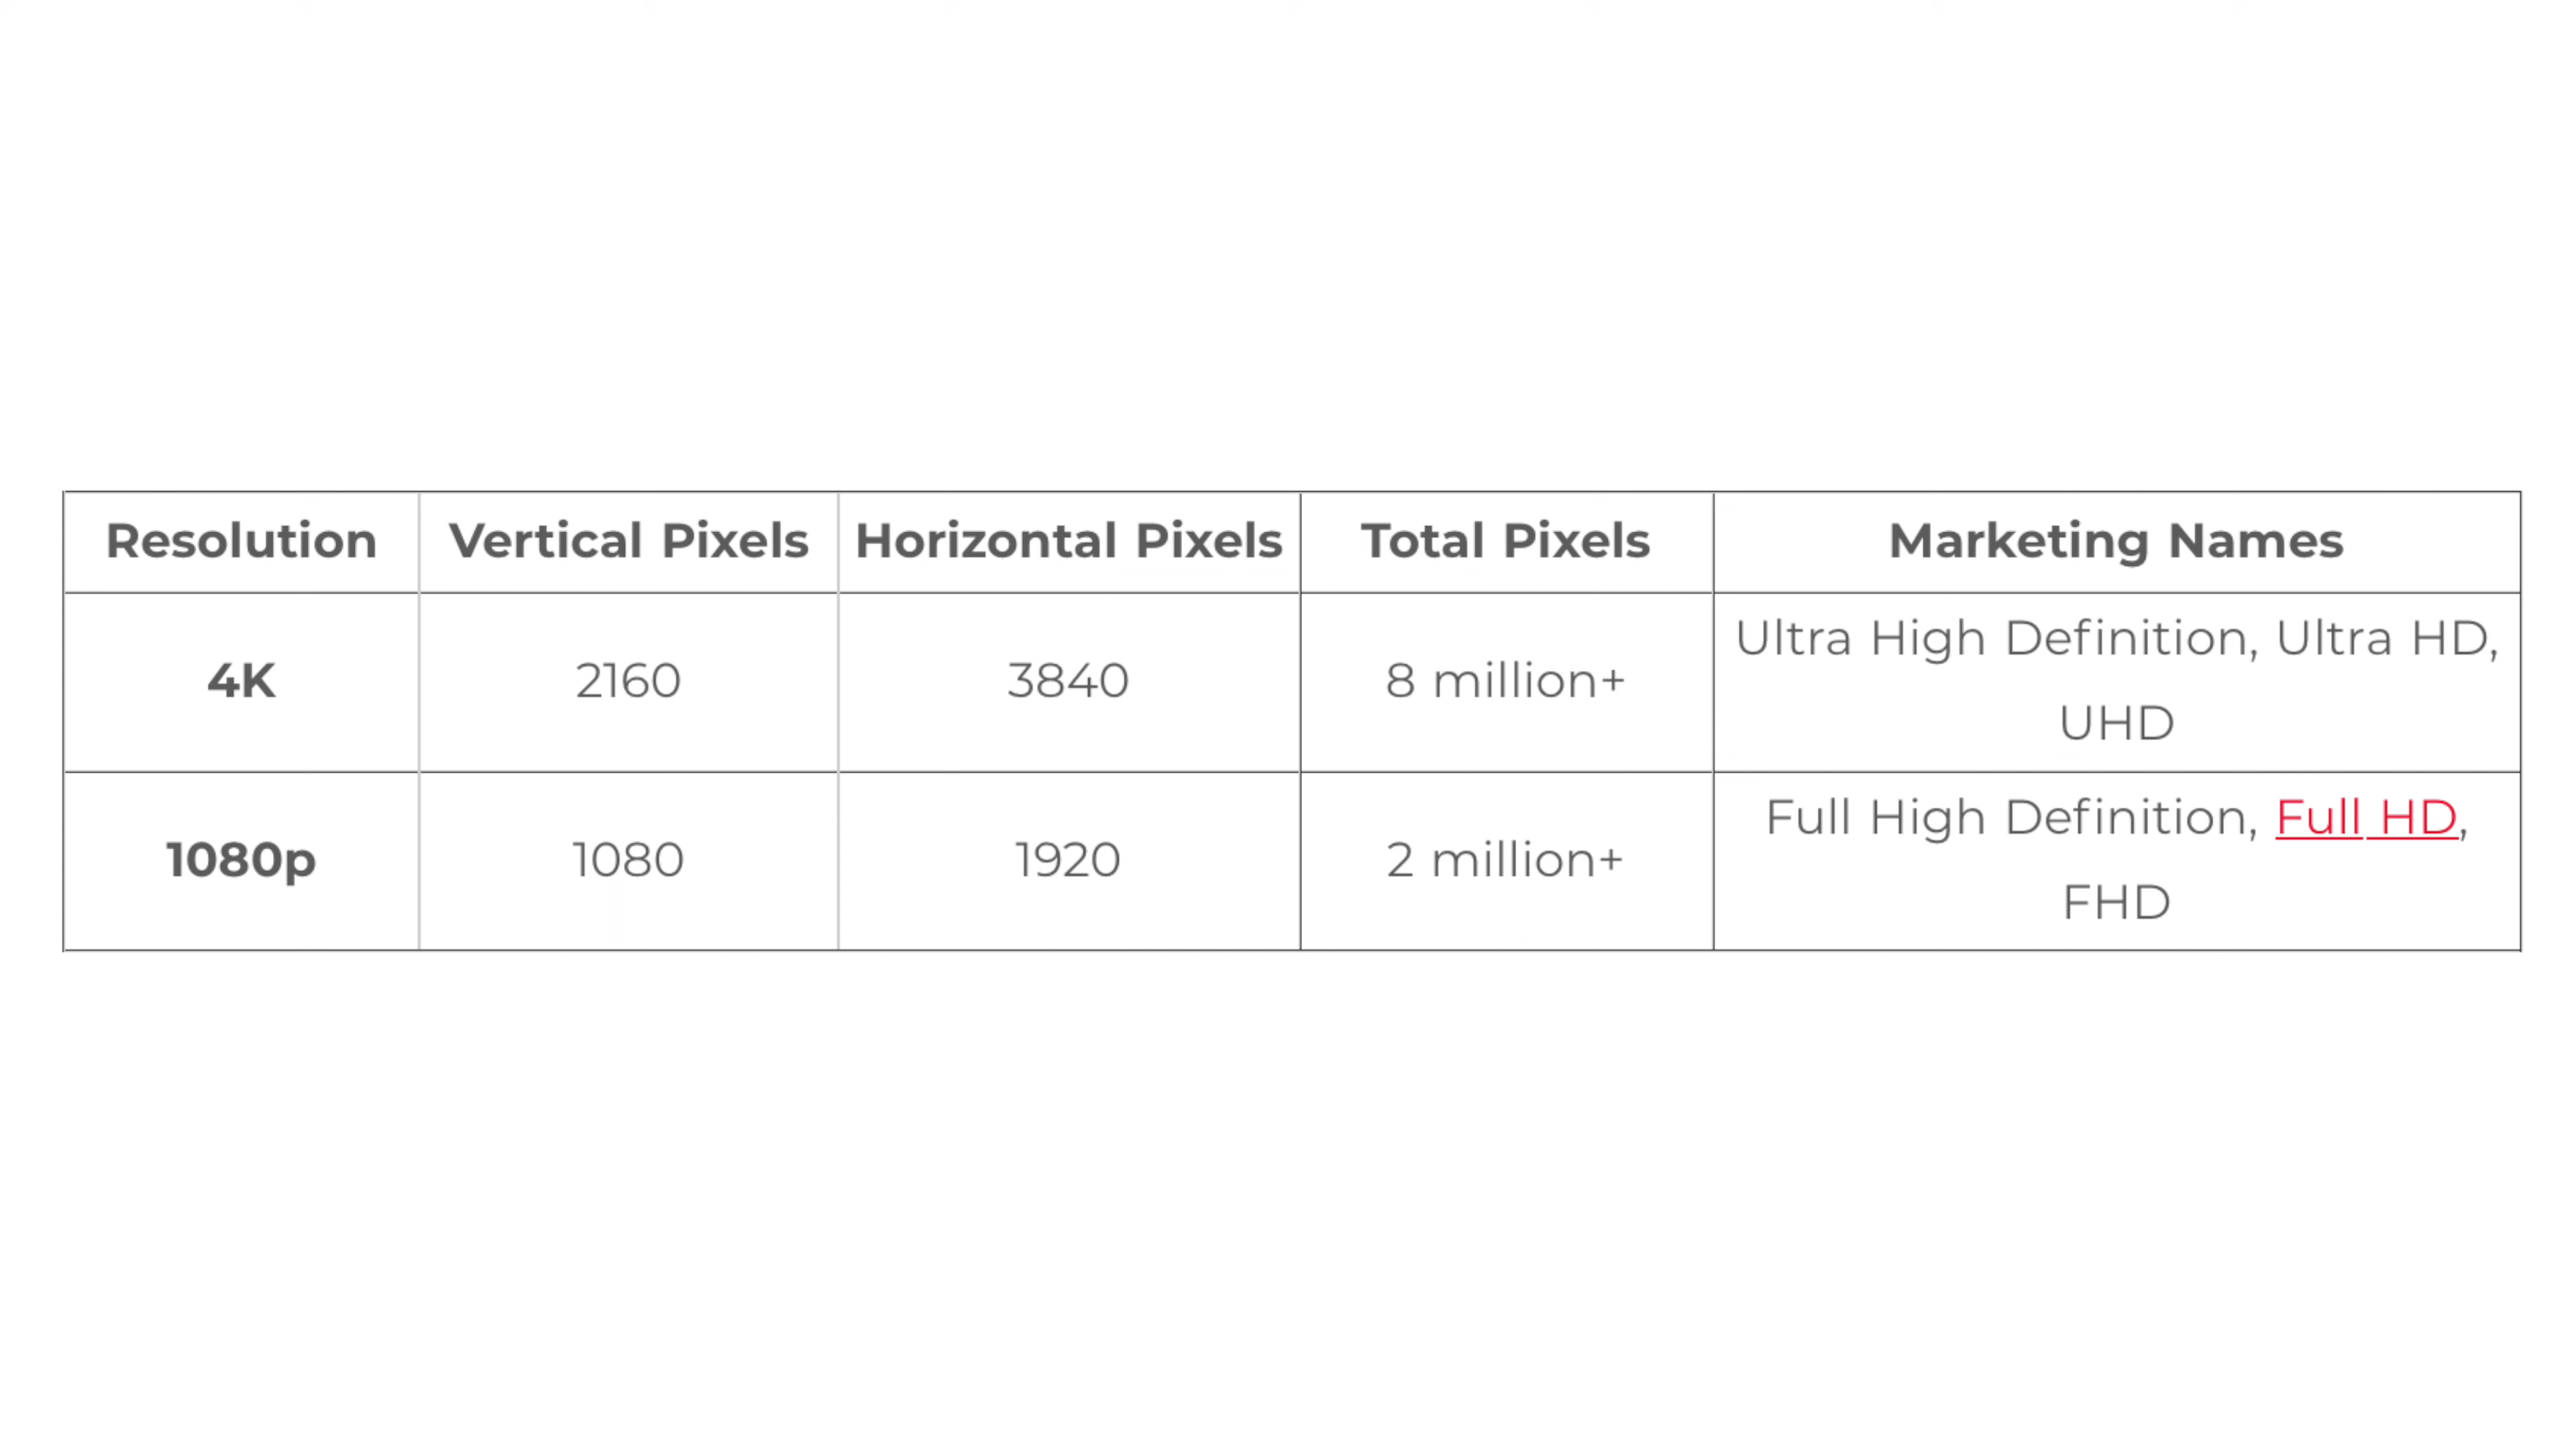 Resolution Vertical Pixels Horizontal Pixels Total Pixels Marketing Names
4K 2160 3840 8 million+ Ultra High Definition, Ultra HD,
UHD
1080p 1080 1920 2 million+ Full High Definition, Full HD,
FHD